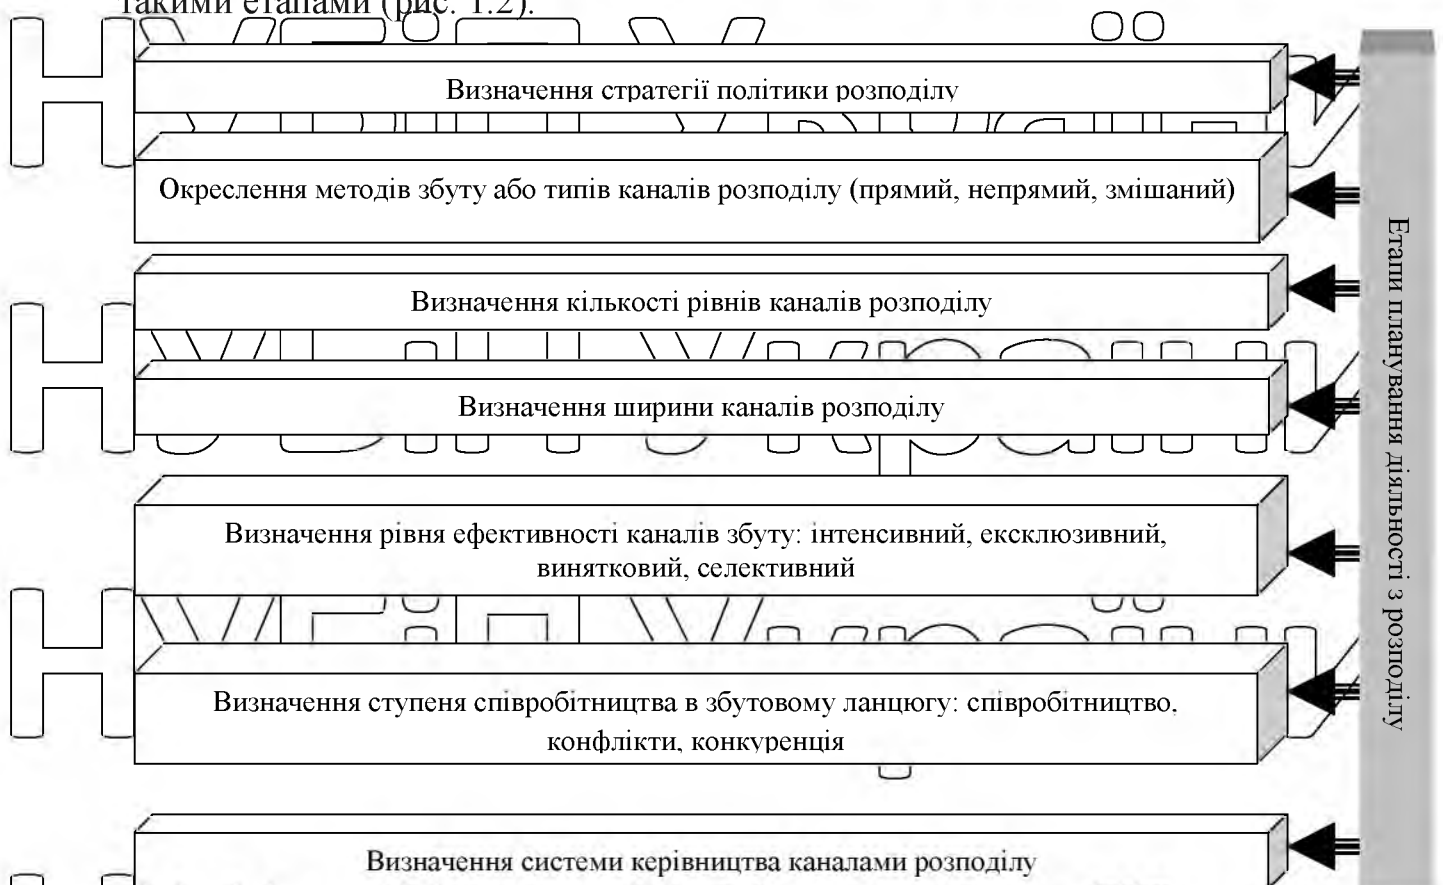 такими етапами (рис. 1.2).
Визначення стратегії політики розподілу
Окреслення методів збуту або типів каналів розподілу (прямий, непрямий, змішаний)
Визначення кількості рівнів каналів розподілу
Визначення ширини каналів розподілу
Визначення рівня ефективності каналів збуту: інтенсивний, ексклюзивний,
винятковий, селективний
Визначення ступеня співробітництва в збутовому ланцюгу: співробітництво,
конфлікти, конкуренція
Визначення системи керівництва каналами розподілу
Етапи планування діяльності з розподілу